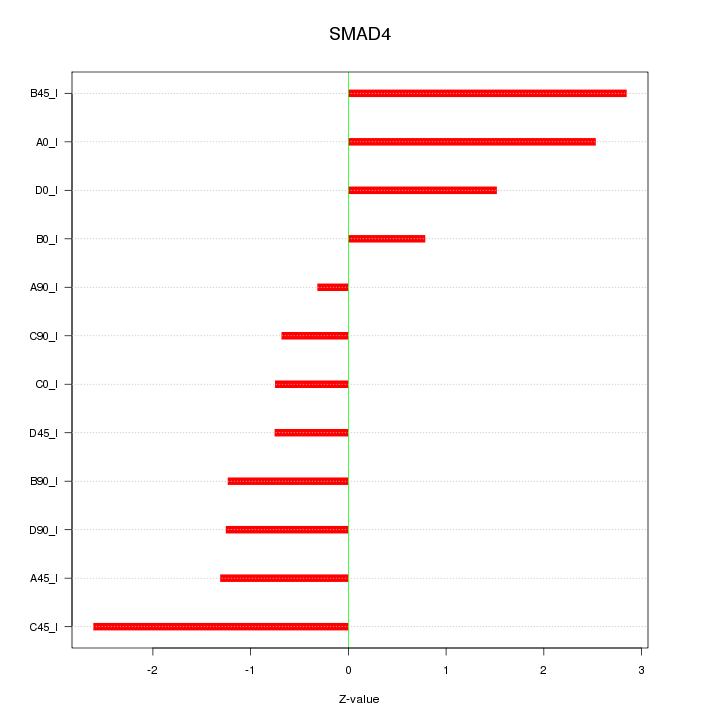 SMAD4
B45_I
A0_I
D0_I
B0_I
A90_I
C90_I
C0_I
D45_I
B90_I
D90_I
A45_I
C45_I
-2 -1 0 1 2 3
Z-value